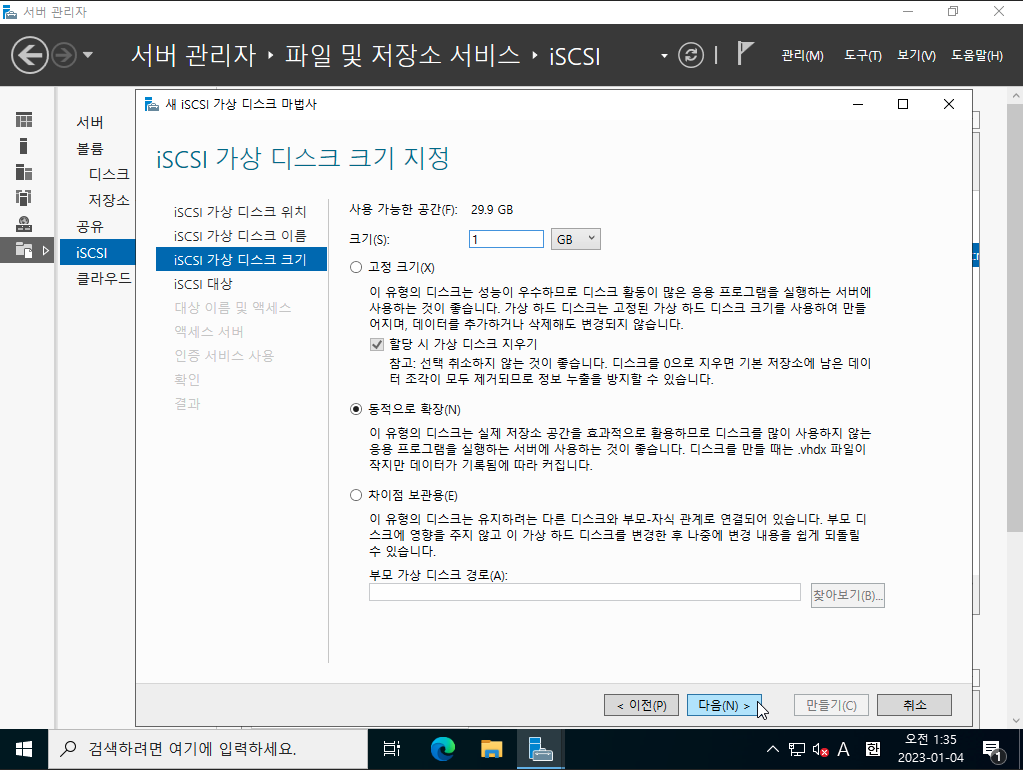 서버 관리자
서버 관리자 ‣ 파일 및 저장소 서비스 ‣ iSCSI
관리(M) 도구(T) 보기(V) 도움말(H)
서버
볼륨
디스크
저장소
공유
iSCSI
클라우드
새 iSCSI 가상 디스크 마법사
iSCSI 가상 디스크 크기 지정
iSCSI 가상 디스크 위치
iSCSI 가상 디스크 이름
iSCSI 가상 디스크 크기
iSCSI 대상
대상 이름 및 액세스
액세스 서버
인증 서비스 사용
확인
결과
사용 가능한 공간(F): 29.9 GB
크기(S): 1 GB
고정 크기(X)
이 유형의 디스크는 성능이 우수하므로 디스크 활동이 많은 응용 프로그램을 실행하는 서버에
사용하는 것이 좋습니다. 가상 하드 디스크는 고정된 가상 하드 디스크 크기를 사용하여 만들
어지며, 데이터를 추가하거나 삭제해도 변경되지 않습니다.
할당 시 가상 디스크 지우기
참고: 선택 취소하지 않는 것이 좋습니다. 디스크를 0으로 지우면 기본 저장소에 남은 데이
터 조각이 모두 제거되므로 정보 누출을 방지할 수 있습니다.
동적으로 확장(N)
이 유형의 디스크는 실제 저장소 공간을 효과적으로 활용하므로 디스크를 많이 사용하지 않는
응용 프로그램을 실행하는 서버에 사용하는 것이 좋습니다. 디스크를 만들 때는 .vhdx 파일이
작지만 데이터가 기록됨에 따라 커집니다.
차이점 보관용(E)
이 유형의 디스크는 유지하려는 다른 디스크와 부모-자식 관계로 연결되어 있습니다. 부모 디
스크에 영향을 주지 않고 이 가상 하드 디스크를 변경한 후 나중에 변경 내용을 쉽게 되돌릴
수 있습니다.
부모 가상 디스크 경로(A):
찾아보기(B)...
< 이전(P) 다음(N) > 만들기(C) 취소
검색하려면 여기에 입력하세요.
A 한
오전 1:35
2023-01-04
1